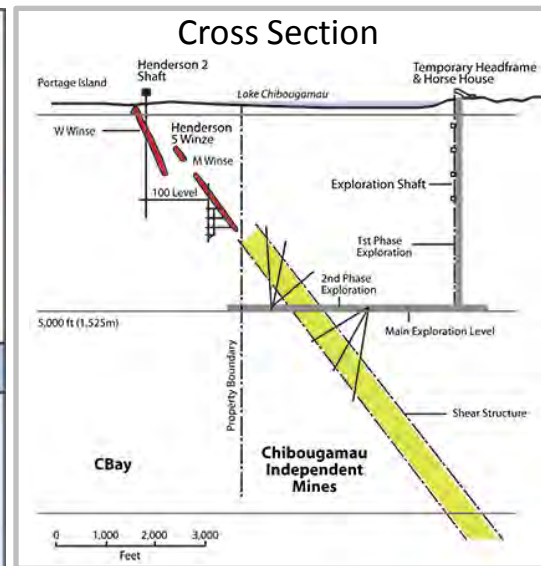 Cross Section
Henderson 2
Shaft
Temporary Headframe
& Horse House
Portage Island
Lake Chibougamau
W Winse
Henderson
5 Winze
M Winse
Exploration Shaft
100 Level
1st Phase
Exploration
2nd Phase
Exploration
5,000 ft (1,525m)
Main Exploration Level
Property Boundary
Shear Structure
CBay
Chibougamau
Independent
Mines
0 1,000 2,000 3,000
Feet